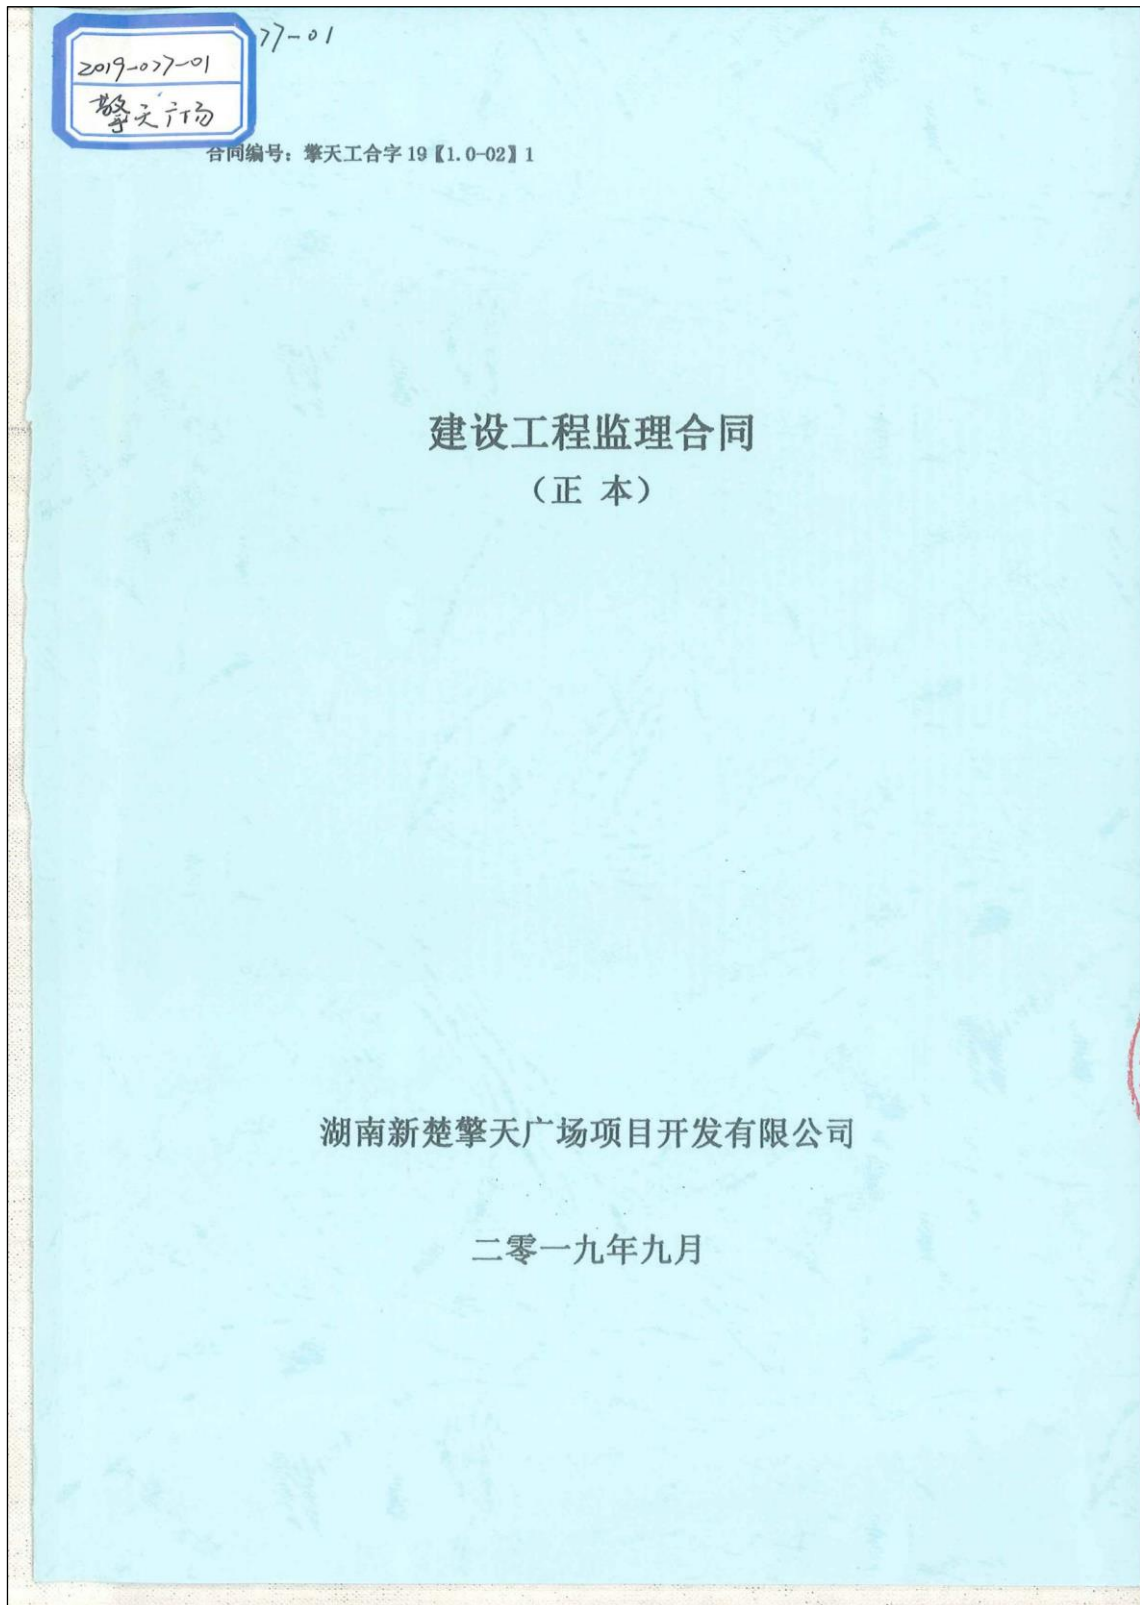 77-01
2019-077-01
擎天广场
合同编号：擎天工合字19【1.0-02】1
建设工程监理合同
（正 本）
湖南新楚擎天广场项目开发有限公司
二零一九年九月